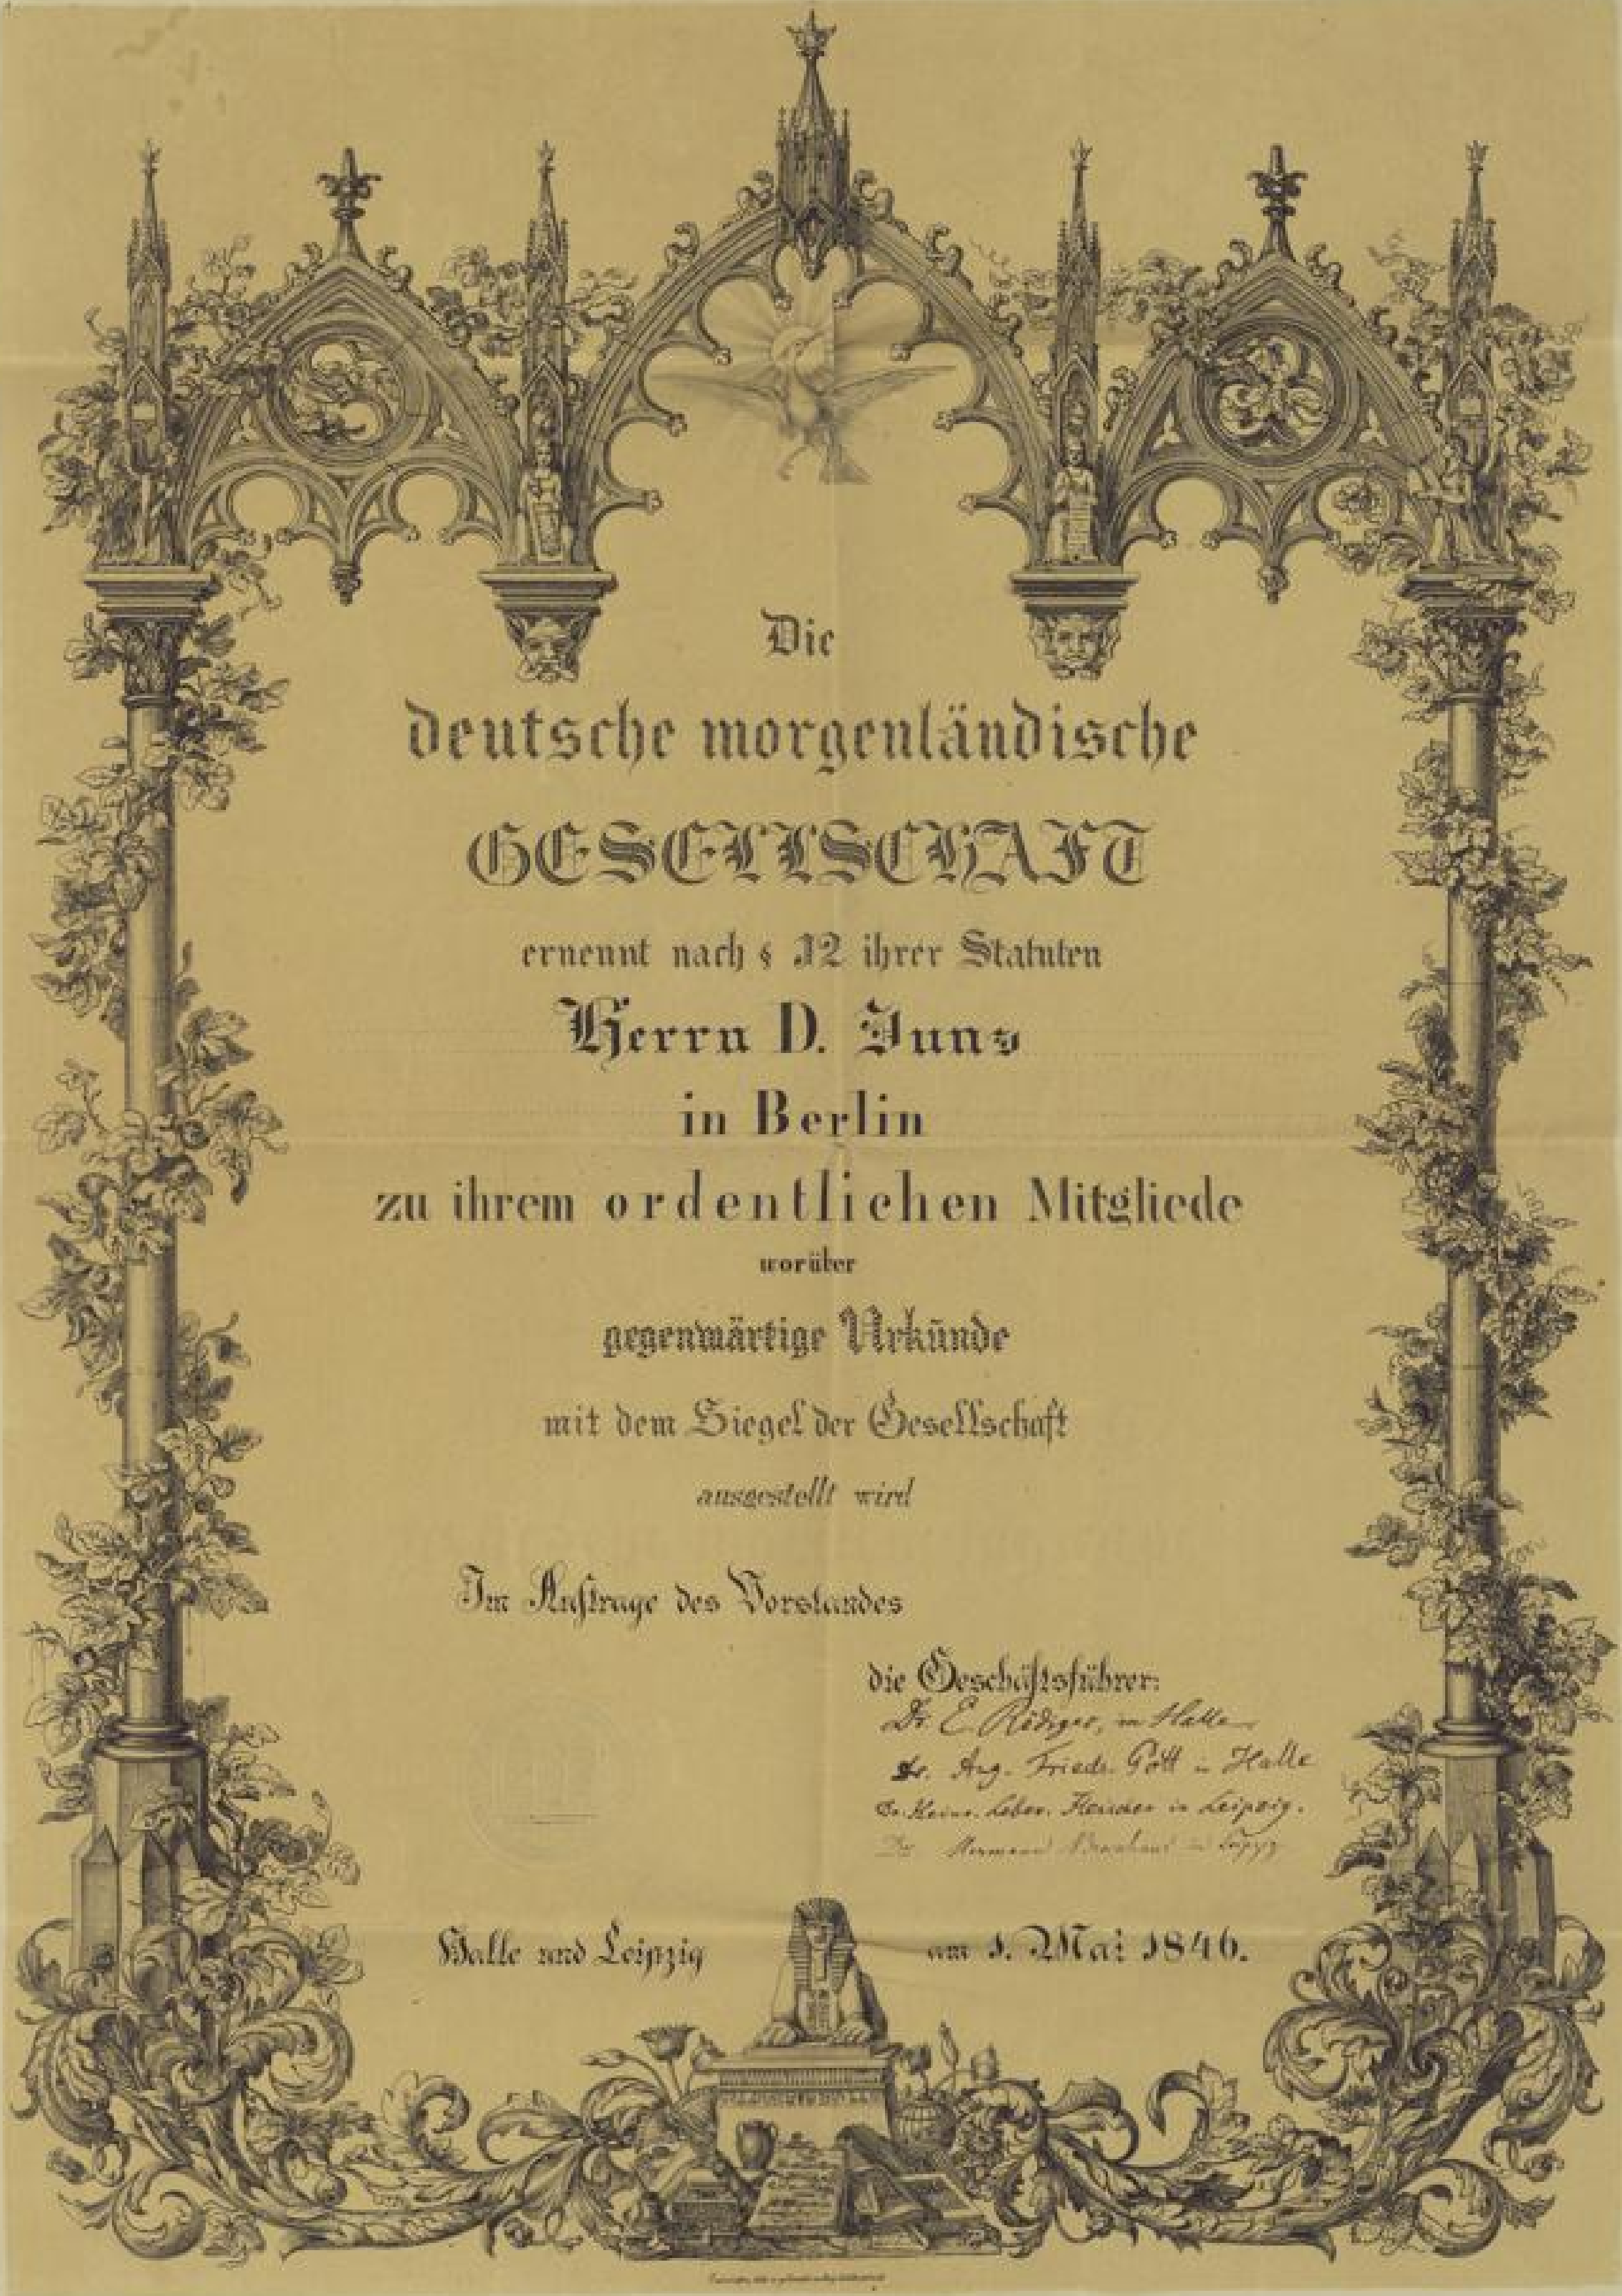 Die
deutsche morgenländische
GESELLSCHAFT
ernennt nach § 12 ihrer Statuten
Herrn D. Zunz
in Berlin
zu ihrem ordentlichen Mitgliede
worüber
gegenwärtige Urkunde
mit dem Siegel der Gesellschaft
ausgestellt wird
Im Auftrage des Vorstandes
die Geschäftsführer:
Dr. E. Rödiger, in Halle
Dr. Aug. Friedr. Pott in Halle
Dr. Heinr. Leber. Fleischer in Leipzig.
Dr. Hermann Brockhaus in Leipzig
Halle und Leipzig am 1. Mai 1846.